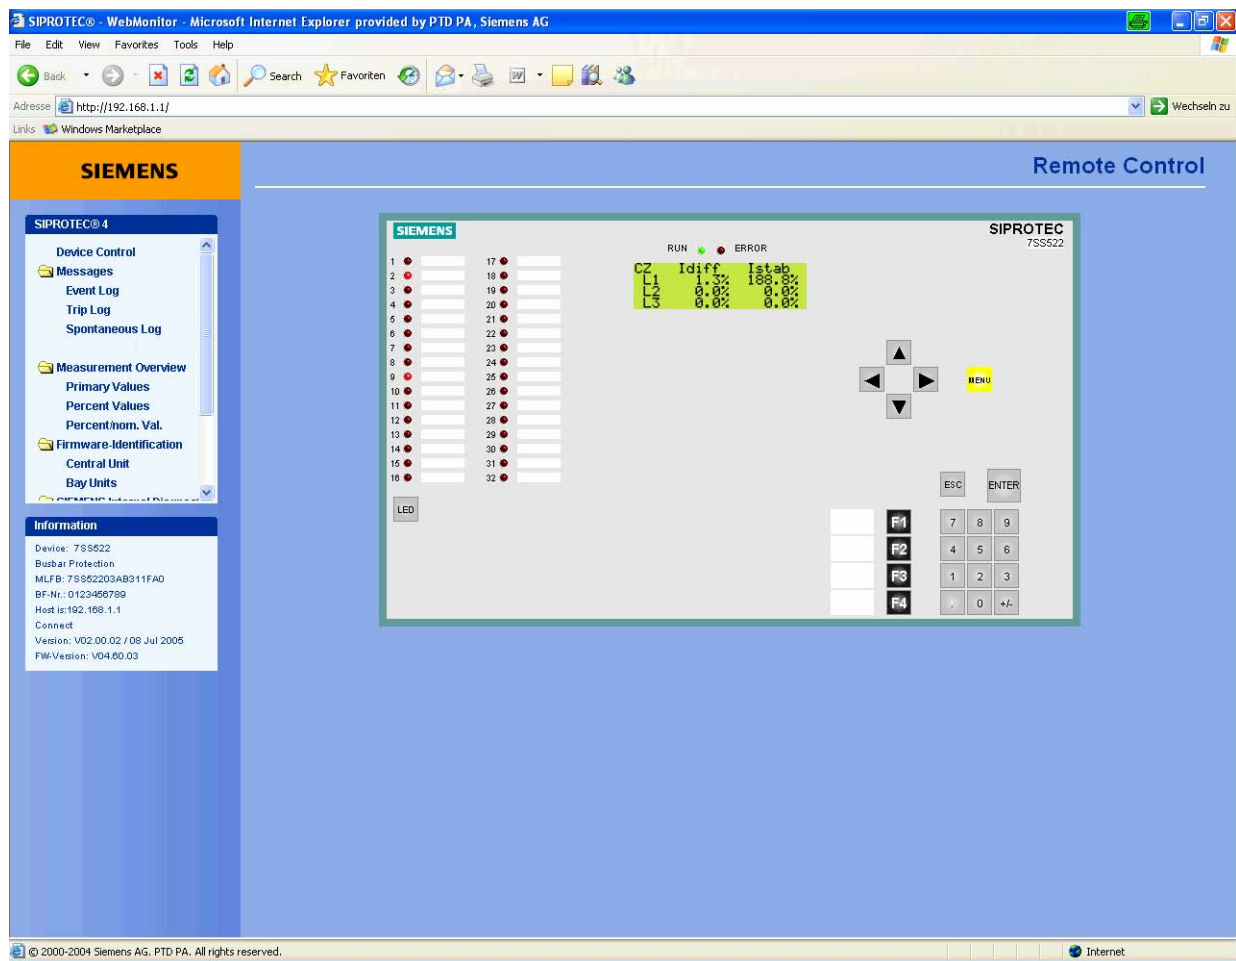 SIPROTEC® - WebMonitor - Microsoft Internet Explorer provided by PTD PA, Siemens AG
File Edit View Favorites Tools Help
Back Search Favoriten
Adresse http://192.168.1.1/ Wechseln zu
Links Windows Marketplace
SIEMENS
Remote Control
SIPROTEC® 4
Device Control
Messages
Event Log
Trip Log
Spontaneous Log
Measurement Overview
Primary Values
Percent Values
Percent/nom. Val.
Firmware-Identification
Central Unit
Bay Units
Information
Device: 7SS522
Busbar Protection
MLFB: 7SS52203AB311FA0
BF-Nr.: 0123456789
Host is:192.168.1.1
Connect
Version: V02.00.02 / 08 Jul 2005
FW-Version: V04.60.03
SIEMENS
SIPROTEC
7SS522
RUN ERROR
CZ Idiff Istab
L1 1.3% 188.8%
L2 0.0% 0.0%
L3 0.0% 0.0%
1 17
2 18
3 19
4 20
5 21
6 22
7 23
8 24
9 25
10 26
11 27
12 28
13 29
14 30
15 31
16 32
LED
MENU
ESC ENTER
F1 7 8 9
F2 4 5 6
F3 1 2 3
F4 . 0 +/-
© 2000-2004 Siemens AG. PTD PA. All rights reserved.
Internet